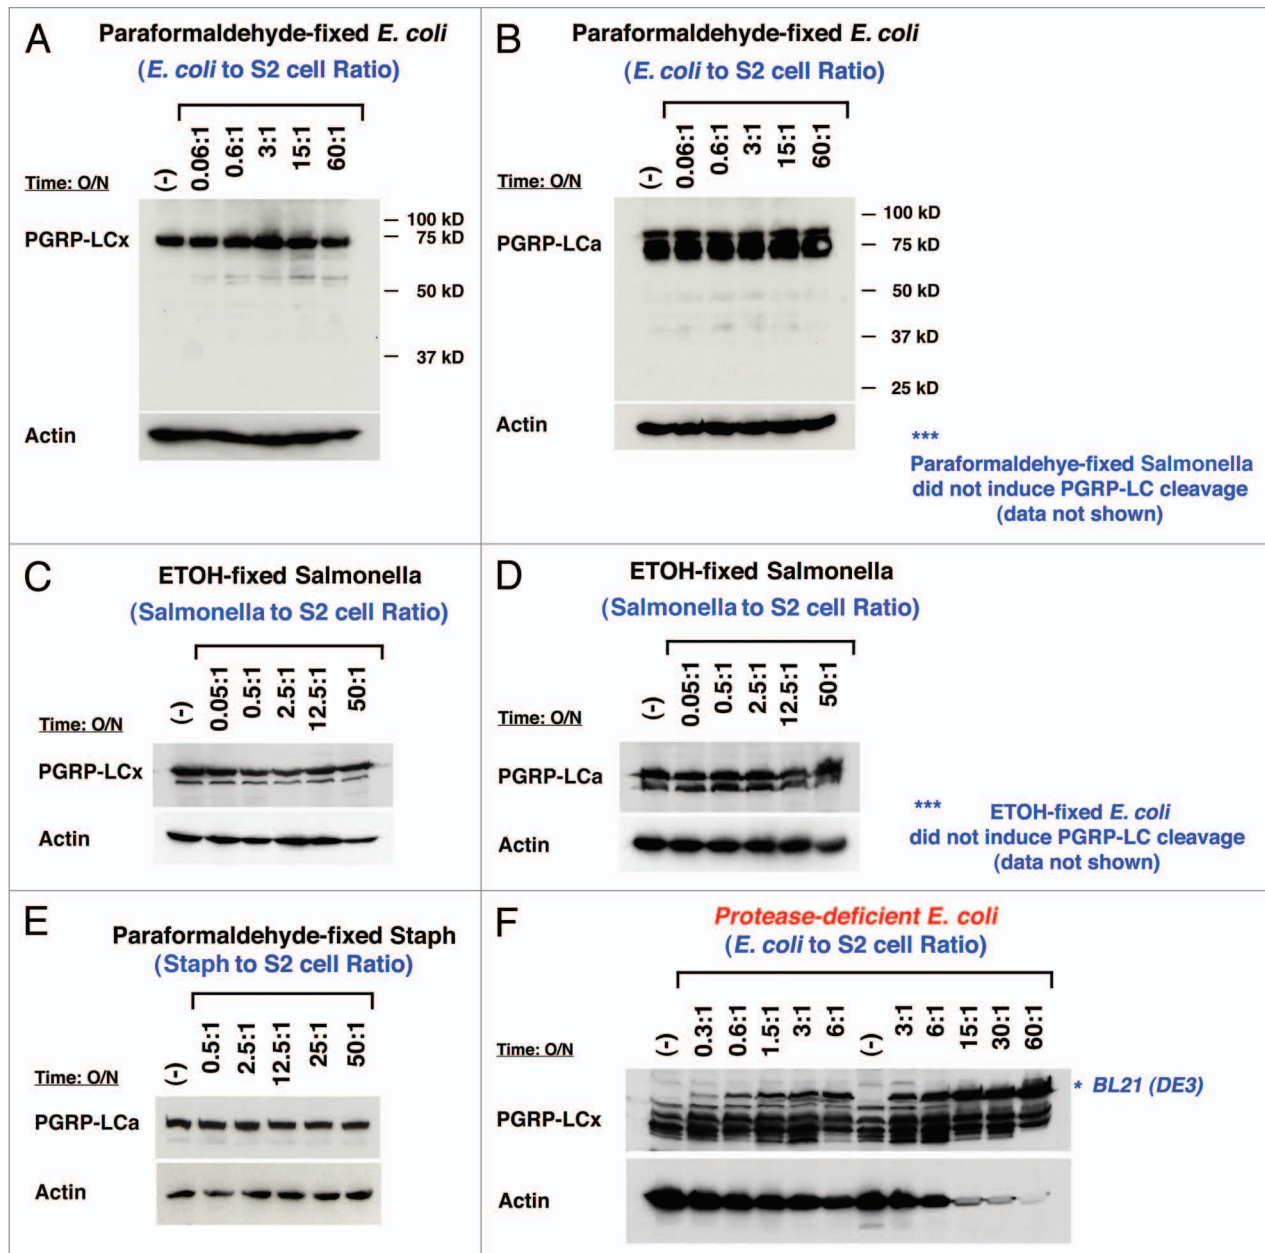 A
Paraformaldehyde-fixed E. coli
(E. coli to S2 cell Ratio)
Time: O/N
(-)
0.06:1
0.6:1
3:1
15:1
60:1
PGRP-LCx
100 kD
75 kD
50 kD
37 kD
Actin
B
Paraformaldehyde-fixed E. coli
(E. coli to S2 cell Ratio)
Time: O/N
(-)
0.06:1
0.6:1
3:1
15:1
60:1
PGRP-LCa
100 kD
75 kD
50 kD
37 kD
25 kD
Actin
***
Paraformaldehye-fixed Salmonella
did not induce PGRP-LC cleavage
(data not shown)
C
ETOH-fixed Salmonella
(Salmonella to S2 cell Ratio)
Time: O/N
(-)
0.05:1
0.5:1
2.5:1
12.5:1
50:1
PGRP-LCx
Actin
D
ETOH-fixed Salmonella
(Salmonella to S2 cell Ratio)
Time: O/N
(-)
0.05:1
0.5:1
2.5:1
12.5:1
50:1
PGRP-LCa
Actin
*** ETOH-fixed E. coli
did not induce PGRP-LC cleavage
(data not shown)
E
Paraformaldehyde-fixed Staph
(Staph to S2 cell Ratio)
Time: O/N
(-)
0.5:1
2.5:1
12.5:1
25:1
50:1
PGRP-LCa
Actin
F
Protease-deficient E. coli
(E. coli to S2 cell Ratio)
Time: O/N
(-)
0.3:1
0.6:1
1.5:1
3:1
6:1
(-)
3:1
6:1
15:1
30:1
60:1
PGRP-LCx
* BL21 (DE3)
Actin